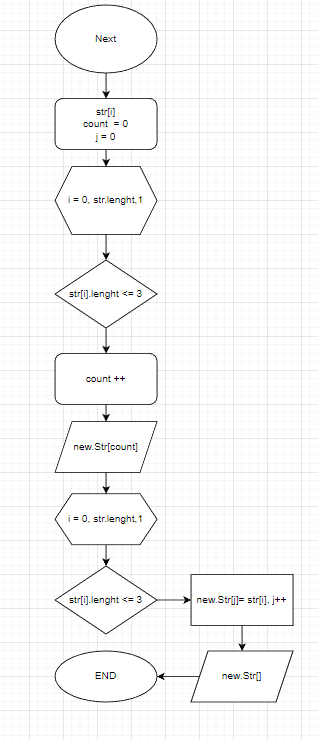 Next
str[i]
count = 0
j = 0
i = 0, str.lenght,1
str[i].lenght <= 3
count ++
new.Str[count]
i = 0, str.lenght,1
str[i].lenght <= 3
new.Str[j]= str[i], j++
END
new.Str[]